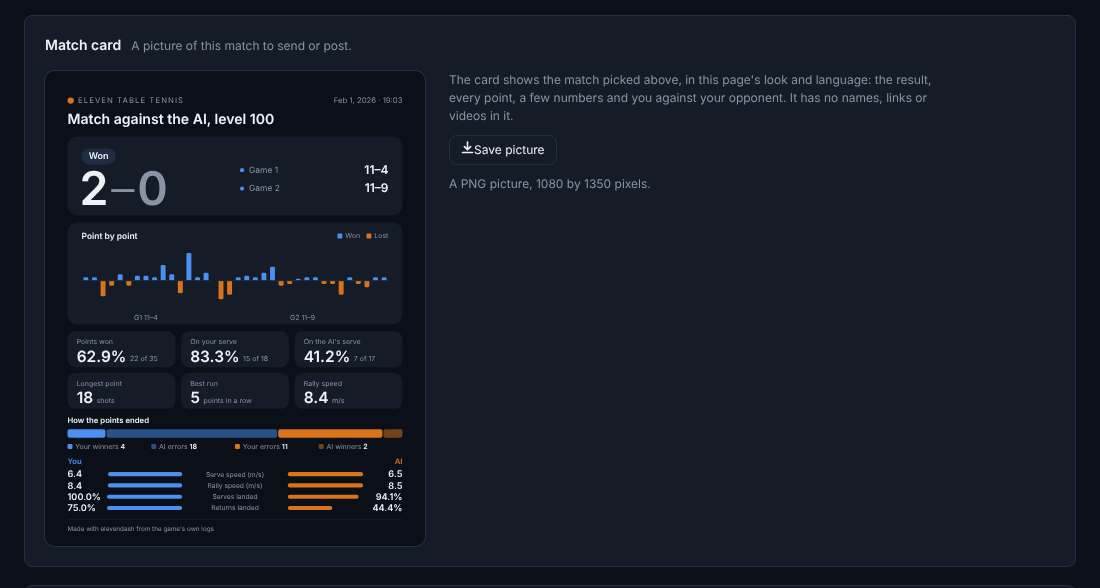 Match card A picture of this match to send or post.
ELEVEN TABLE TENNIS Feb 1, 2026 · 19:03
Match against the AI, level 100
Won
2–0
Game 1 11–4
Game 2 11–9
Point by point Won Lost
G1 11–4 G2 11–9
Points won On your serve On the AI's serve
62.9% 22 of 35 83.3% 15 of 18 41.2% 7 of 17
Longest point Best run Rally speed
18 shots 5 points in a row 8.4 m/s
How the points ended
Your winners 4 AI errors 18 Your errors 11 AI winners 2
You AI
6.4 Serve speed (m/s) 6.5
8.4 Rally speed (m/s) 8.5
100.0% Serves landed 94.1%
75.0% Returns landed 44.4%
Made with elevendash from the game's own logs
The card shows the match picked above, in this page's look and language: the result,
every point, a few numbers and you against your opponent. It has no names, links or
videos in it.
Save picture
A PNG picture, 1080 by 1350 pixels.